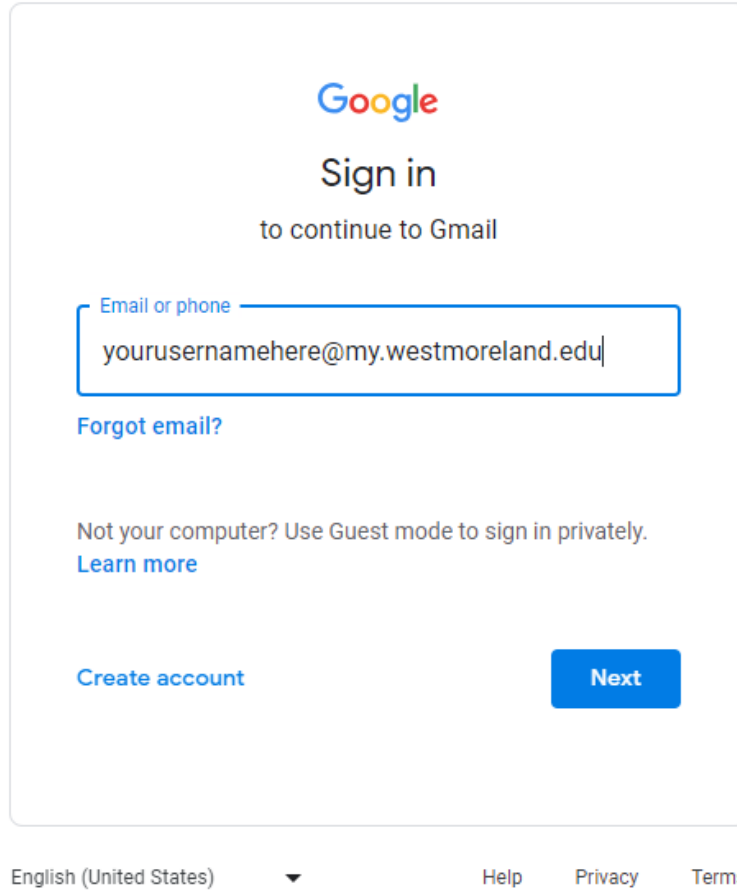 Google
Sign in
to continue to Gmail
Email or phone
yourusernamehere@my.westmoreland.edu
Forgot email?
Not your computer? Use Guest mode to sign in privately.
Learn more
Create account
Next
English (United States)
Help
Privacy
Term